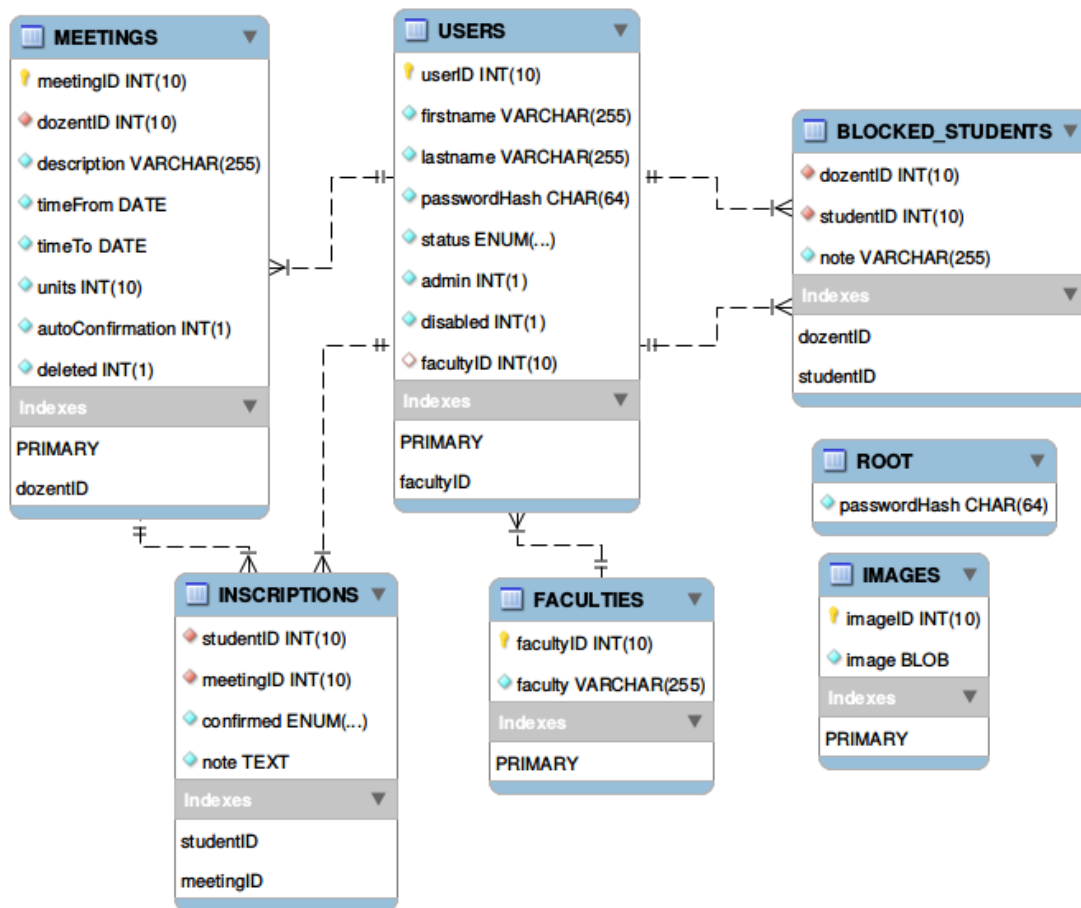 MEETINGS
meetingID INT(10)
dozentID INT(10)
description VARCHAR(255)
timeFrom DATE
timeTo DATE
units INT(10)
autoConfirmation INT(1)
deleted INT(1)
Indexes
PRIMARY
dozentID
USERS
userID INT(10)
firstname VARCHAR(255)
lastname VARCHAR(255)
passwordHash CHAR(64)
status ENUM(...)
admin INT(1)
disabled INT(1)
facultyID INT(10)
Indexes
PRIMARY
facultyID
BLOCKED_STUDENTS
dozentID INT(10)
studentID INT(10)
note VARCHAR(255)
Indexes
dozentID
studentID
ROOT
passwordHash CHAR(64)
INSCRIPTIONS
studentID INT(10)
meetingID INT(10)
confirmed ENUM(...)
note TEXT
Indexes
studentID
meetingID
FACULTIES
facultyID INT(10)
faculty VARCHAR(255)
Indexes
PRIMARY
IMAGES
imageID INT(10)
image BLOB
Indexes
PRIMARY